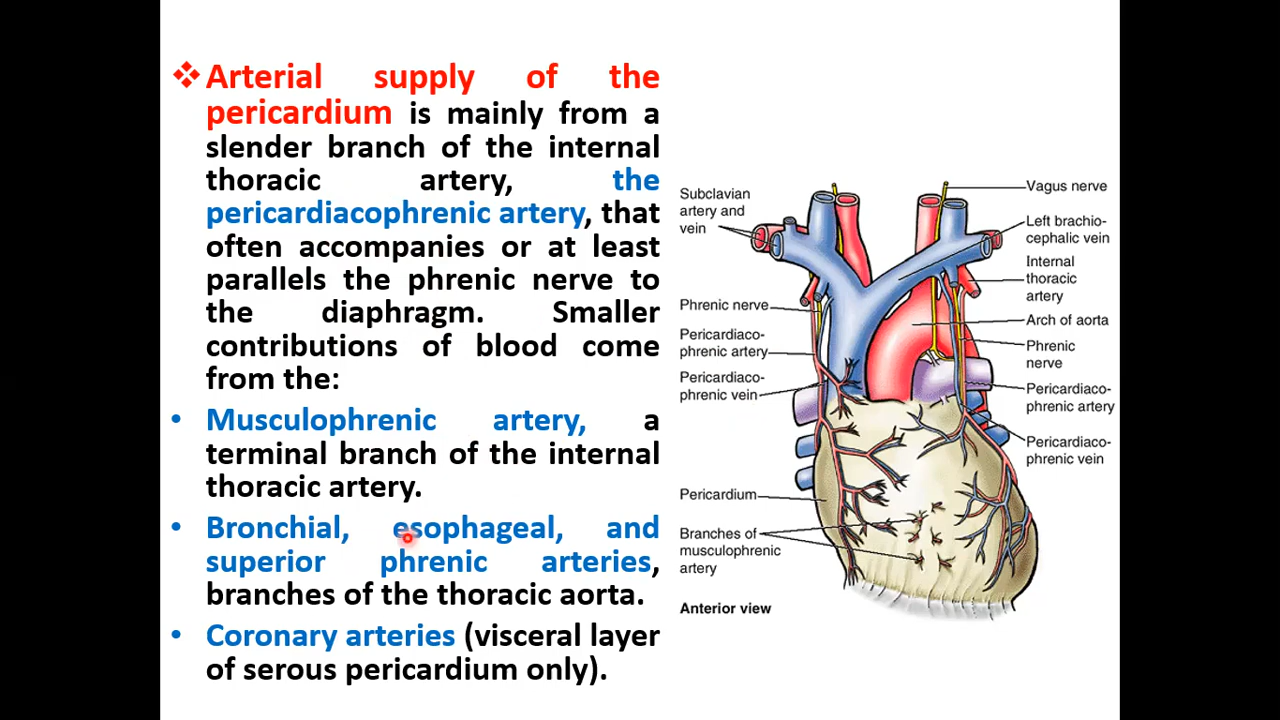 ❖Arterial supply of the
pericardium is mainly from a
slender branch of the internal
thoracic artery, the
pericardiacophrenic artery, that
often accompanies or at least
parallels the phrenic nerve to
the diaphragm. Smaller
contributions of blood come
from the:
• Musculophrenic artery, a
terminal branch of the internal
thoracic artery.
• Bronchial, esophageal, and
superior phrenic arteries,
branches of the thoracic aorta.
• Coronary arteries (visceral layer
of serous pericardium only).
Subclavian
artery and
vein
Phrenic nerve
Pericardiaco-
phrenic artery
Pericardiaco-
phrenic vein
Pericardium
Branches of
musculophrenic
artery
Anterior view
Vagus nerve
Left brachio-
cephalic vein
Internal
thoracic
artery
Arch of aorta
Phrenic
nerve
Pericardiaco-
phrenic artery
Pericardiaco-
phrenic vein